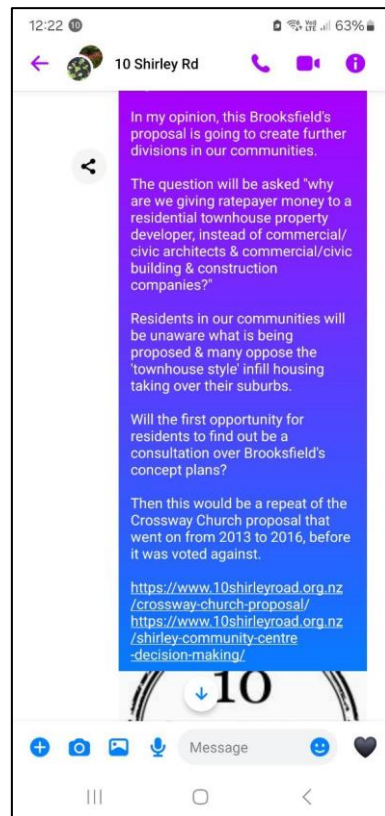 12:22 10 63%
10 Shirley Rd
In my opinion, this Brooksfield's
proposal is going to create further
divisions in our communities.
The question will be asked "why
are we giving ratepayer money to a
residential townhouse property
developer, instead of commercial/
civic architects & commercial/civic
building & construction
companies?"
Residents in our communities will
be unaware what is being
proposed & many oppose the
'townhouse style' infill housing
taking over their suburbs.
Will the first opportunity for
residents to find out be a
consultation over Brooksfield's
concept plans?
Then this would be a repeat of the
Crossway Church proposal that
went on from 2013 to 2016, before
it was voted against.
https://www.10shirleyroad.org.nz
/crossway-church-proposal/
https://www.10shirleyroad.org.nz
/shirley-community-centre
-decision-making/
10
Message